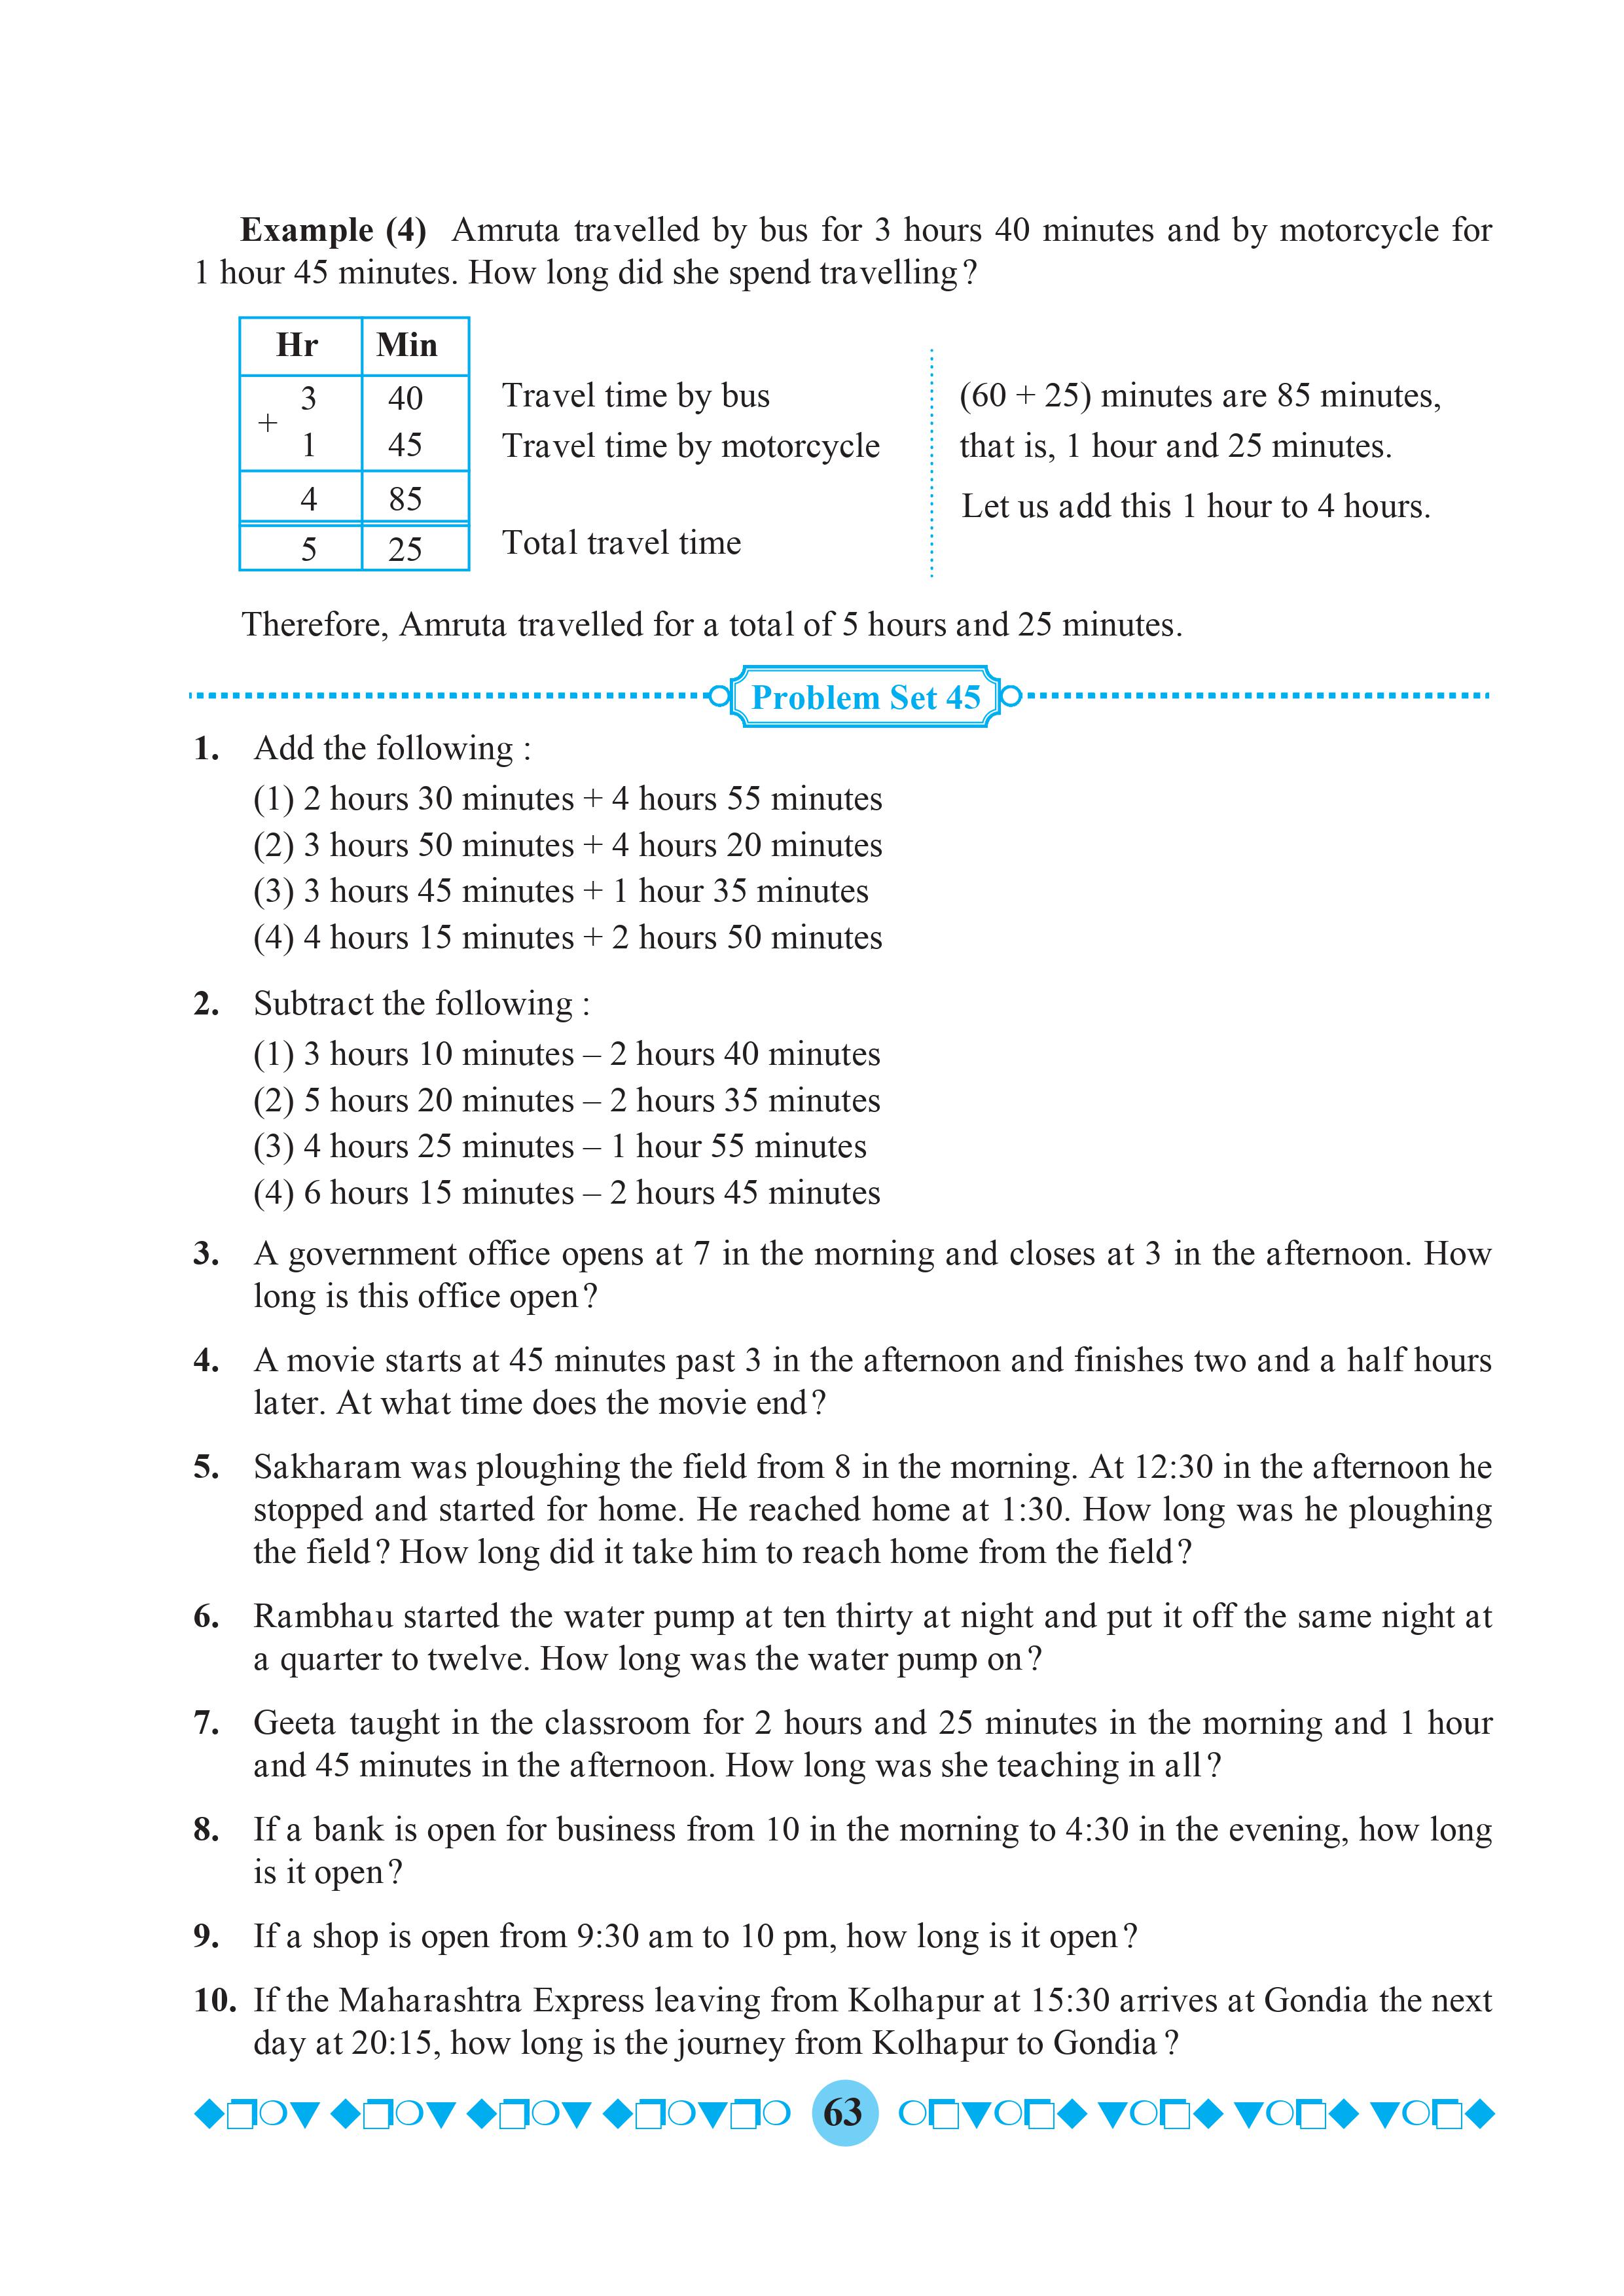 Example (4) Amruta travelled by bus for 3 hours 40 minutes and by motorcycle for
1 hour 45 minutes. How long did she spend travelling?
Hr Min
3 40 Travel time by bus
+
1 45 Travel time by motorcycle
4 85
5 25 Total travel time
(60 + 25) minutes are 85 minutes,
that is, 1 hour and 25 minutes.
Let us add this 1 hour to 4 hours.
Therefore, Amruta travelled for a total of 5 hours and 25 minutes.
Problem Set 45
1. Add the following :
(1) 2 hours 30 minutes + 4 hours 55 minutes
(2) 3 hours 50 minutes + 4 hours 20 minutes
(3) 3 hours 45 minutes + 1 hour 35 minutes
(4) 4 hours 15 minutes + 2 hours 50 minutes
2. Subtract the following :
(1) 3 hours 10 minutes – 2 hours 40 minutes
(2) 5 hours 20 minutes – 2 hours 35 minutes
(3) 4 hours 25 minutes – 1 hour 55 minutes
(4) 6 hours 15 minutes – 2 hours 45 minutes
3. A government office opens at 7 in the morning and closes at 3 in the afternoon. How
long is this office open?
4. A movie starts at 45 minutes past 3 in the afternoon and finishes two and a half hours
later. At what time does the movie end?
5. Sakharam was ploughing the field from 8 in the morning. At 12:30 in the afternoon he
stopped and started for home. He reached home at 1:30. How long was he ploughing
the field? How long did it take him to reach home from the field?
6. Rambhau started the water pump at ten thirty at night and put it off the same night at
a quarter to twelve. How long was the water pump on?
7. Geeta taught in the classroom for 2 hours and 25 minutes in the morning and 1 hour
and 45 minutes in the afternoon. How long was she teaching in all?
8. If a bank is open for business from 10 in the morning to 4:30 in the evening, how long
is it open?
9. If a shop is open from 9:30 am to 10 pm, how long is it open?
10. If the Maharashtra Express leaving from Kolhapur at 15:30 arrives at Gondia the next
day at 20:15, how long is the journey from Kolhapur to Gondia?
63